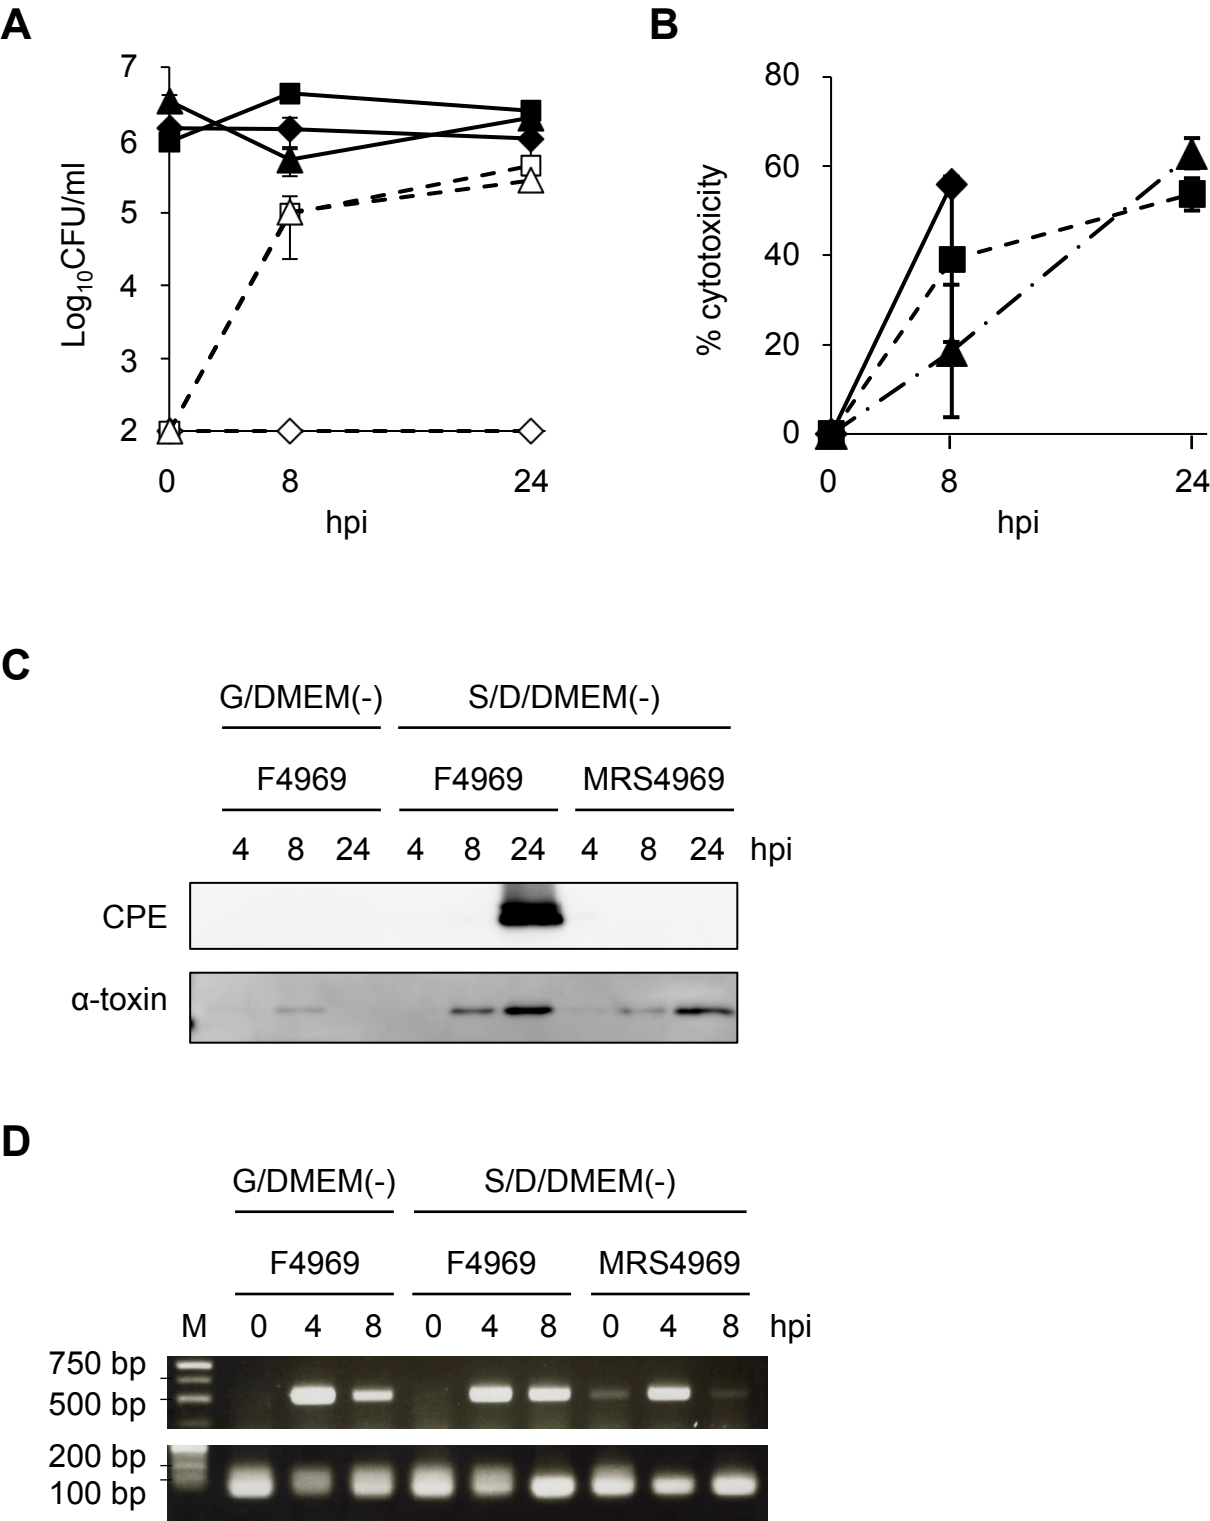 A
7
6
5
4
3
2
Log10CFU/ml
0 8 24
hpi
B
80
60
40
20
0
% cytotoxicity
0 8 24
hpi
C
G/DMEM(-) S/D/DMEM(-)
F4969 F4969 MRS4969
4 8 24 4 8 24 4 8 24 hpi
CPE
α-toxin
D
G/DMEM(-) S/D/DMEM(-)
F4969 F4969 MRS4969
M 0 4 8 0 4 8 0 4 8 hpi
750 bp
500 bp
200 bp
100 bp